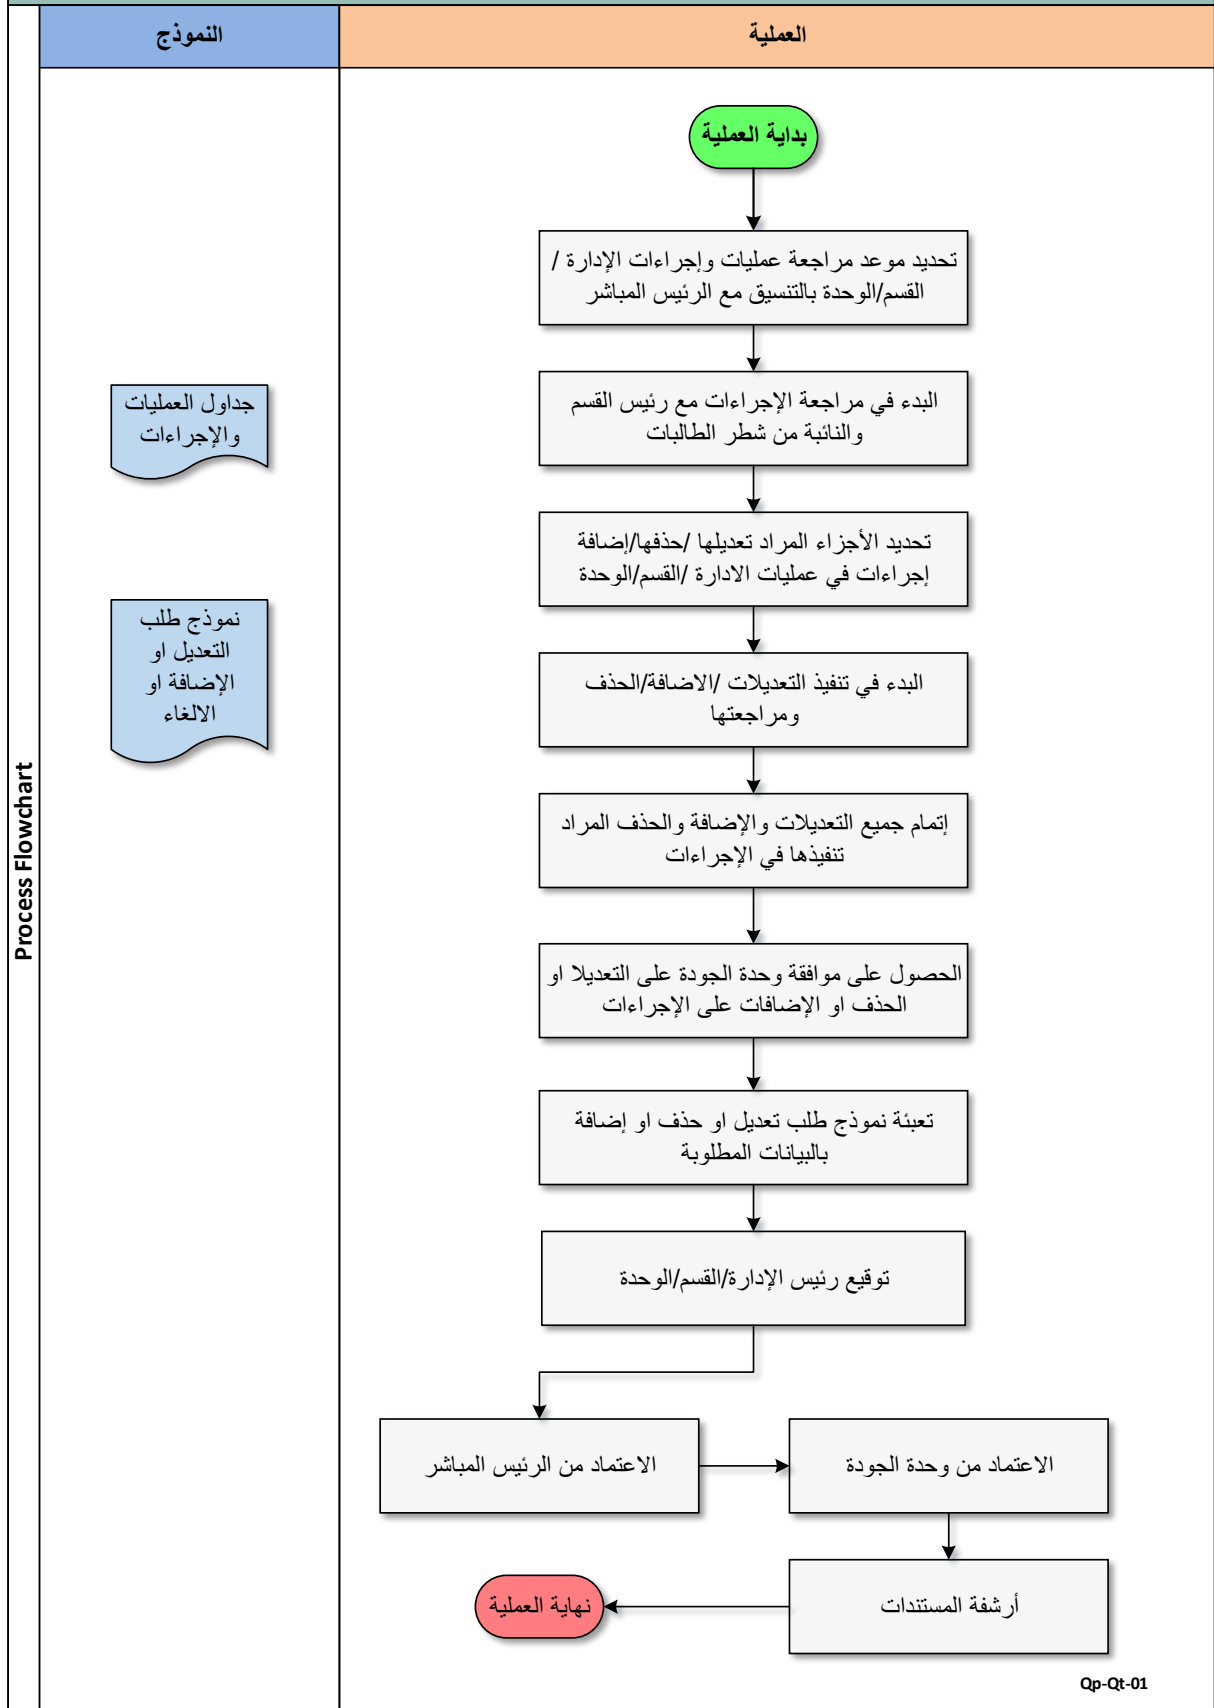 العملية
النموذج
بداية العملية
تحديد موعد مراجعة عمليات وإجراءات الإدارة /
القسم/الوحدة بالتنسيق مع الرئيس المباشر
البدء في مراجعة الإجراءات مع رئيس القسم
والنائبة من شطر الطالبات
جداول العمليات
والإجراءات
تحديد الأجزاء المراد تعديلها /حذفها/إضافة
إجراءات في عمليات الادارة /القسم/الوحدة
نموذج طلب
التعديل او
الإضافة او
الالغاء
البدء في تنفيذ التعديلات /الاضافة/الحذف
ومراجعتها
إتمام جميع التعديلات والإضافة والحذف المراد
تنفيذها في الإجراءات
Process Flowchart
الحصول على موافقة وحدة الجودة على التعديلا او
الحذف او الإضافات على الإجراءات
تعبئة نموذج طلب تعديل او حذف او إضافة
بالبيانات المطلوبة
توقيع رئيس الإدارة/القسم/الوحدة
الاعتماد من الرئيس المباشر
الاعتماد من وحدة الجودة
أرشفة المستندات
نهاية العملية
Qp-Qt-01